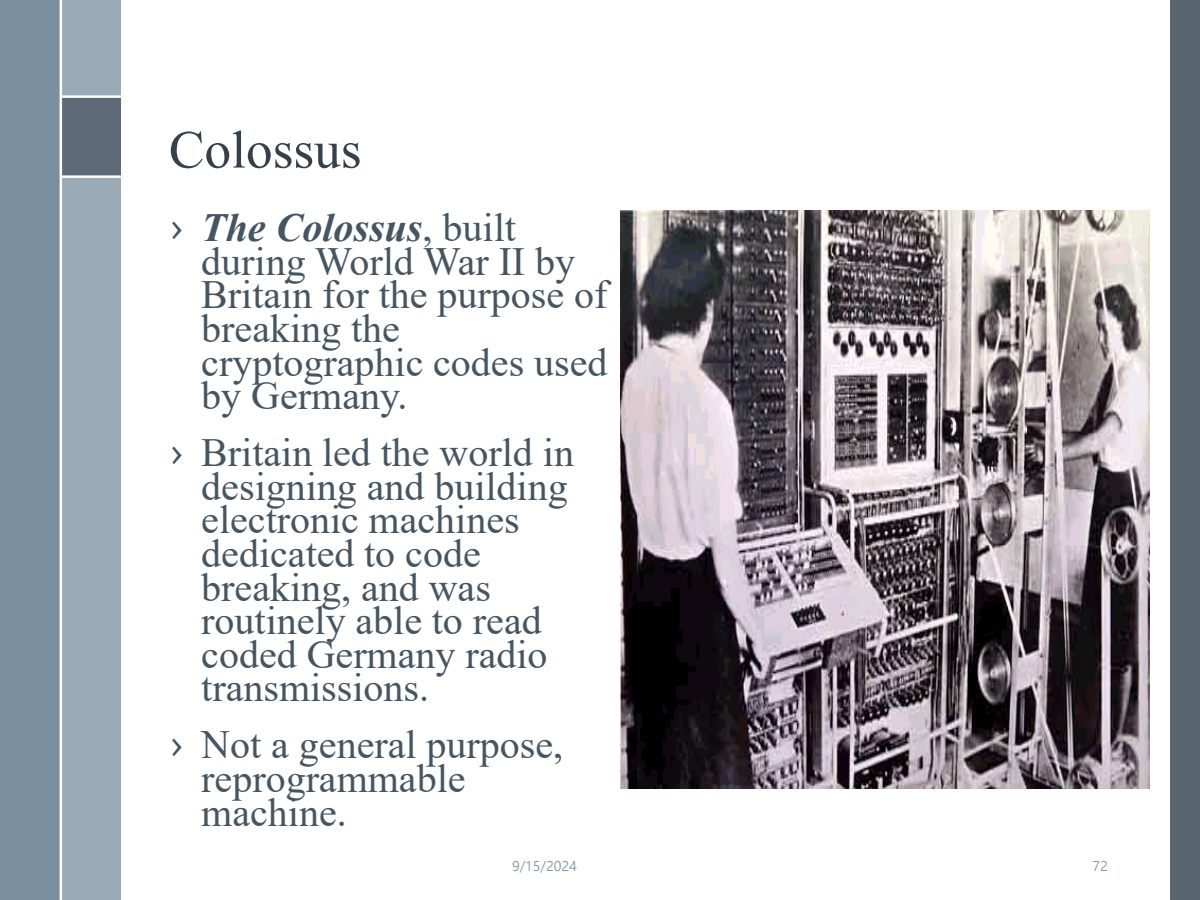 Colossus
› The Colossus, built
during World War II by
Britain for the purpose of
breaking the
cryptographic codes used
by Germany.
› Britain led the world in
designing and building
electronic machines
dedicated to code
breaking, and was
routinely able to read
coded Germany radio
transmissions.
› Not a general purpose,
reprogrammable
machine.
9/15/2024
72